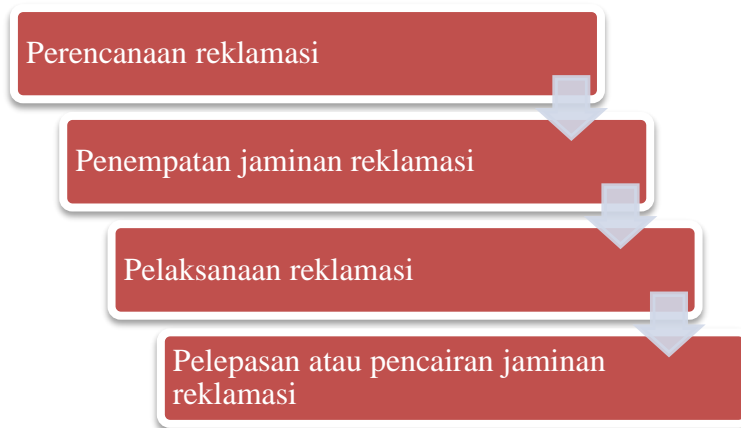 Perencanaan reklamasi
Penempatan jaminan reklamasi
Pelaksanaan reklamasi
Pelepasan atau pencairan jaminan
reklamasi